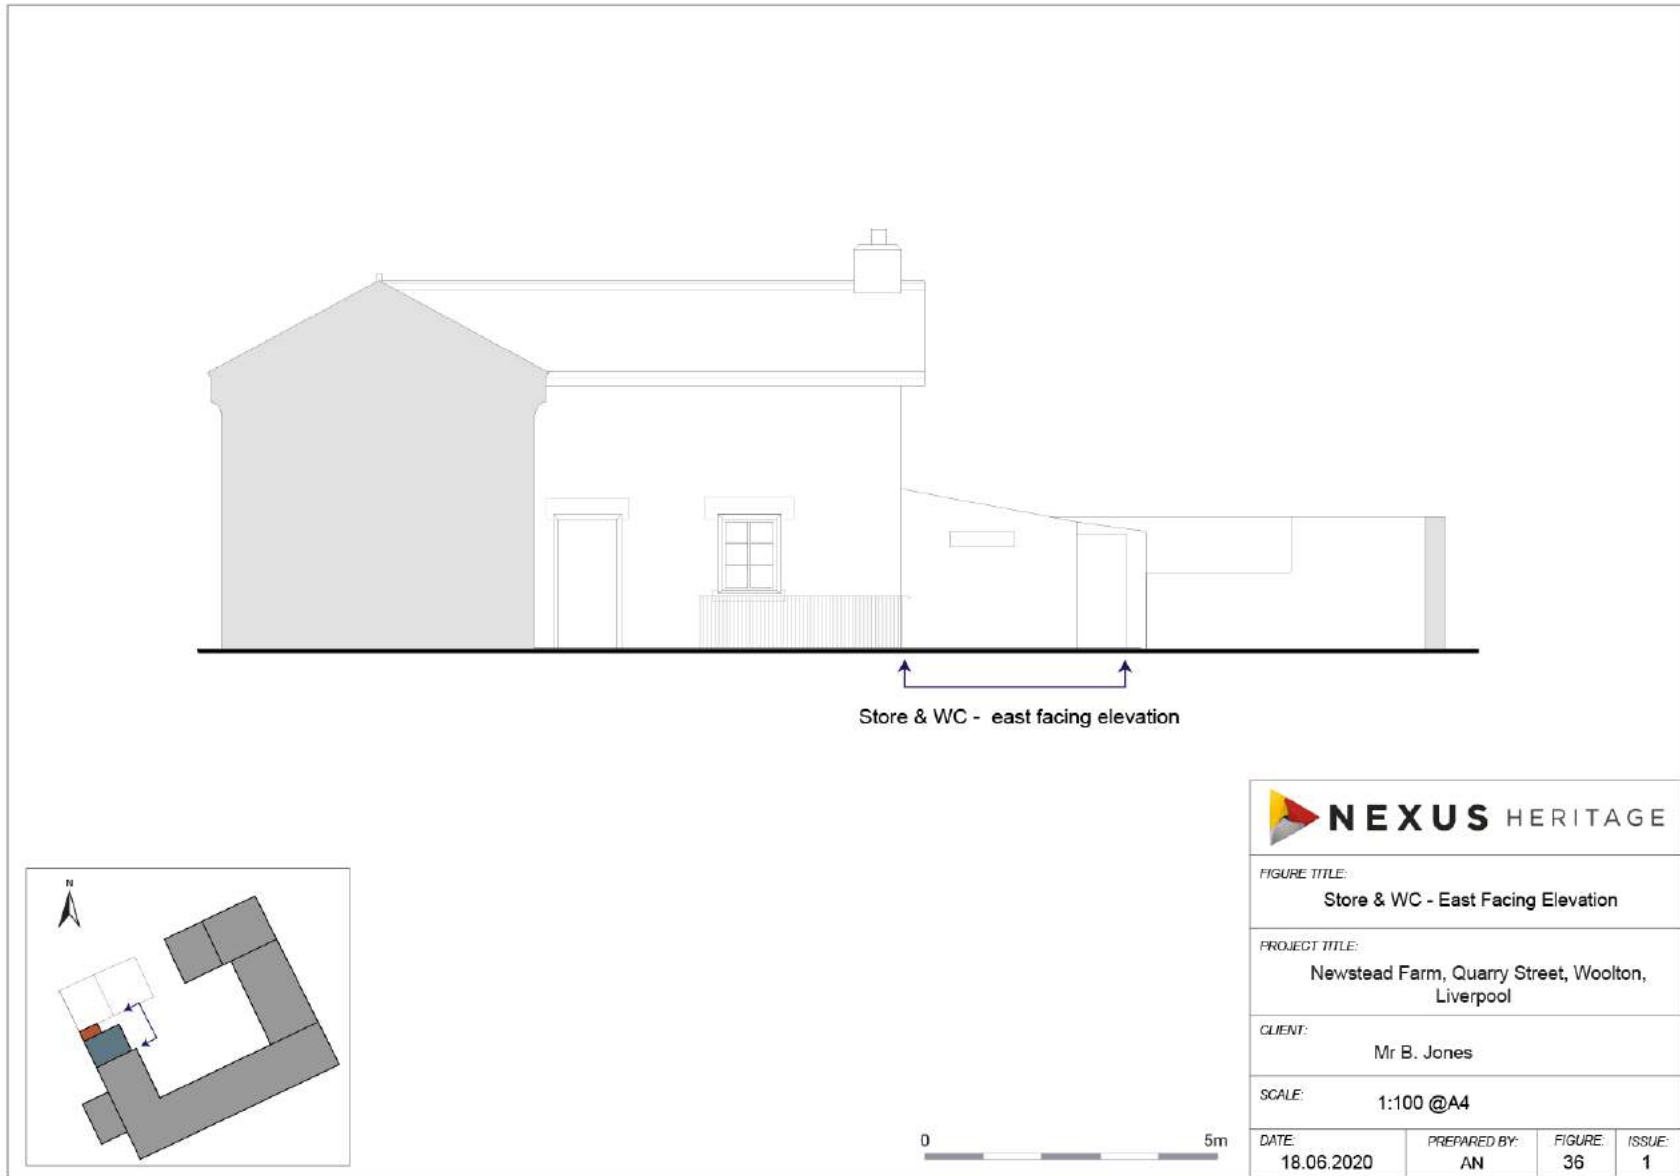 Store & WC - east facing elevation
N
0 5m
NEXUS HERITAGE
FIGURE TITLE:
Store & WC - East Facing Elevation
PROJECT TITLE:
Newstead Farm, Quarry Street, Woolton,
Liverpool
CLIENT:
Mr B. Jones
SCALE:
1:100 @A4
DATE:
18.06.2020
PREPARED BY:
AN
FIGURE:
36
ISSUE:
1